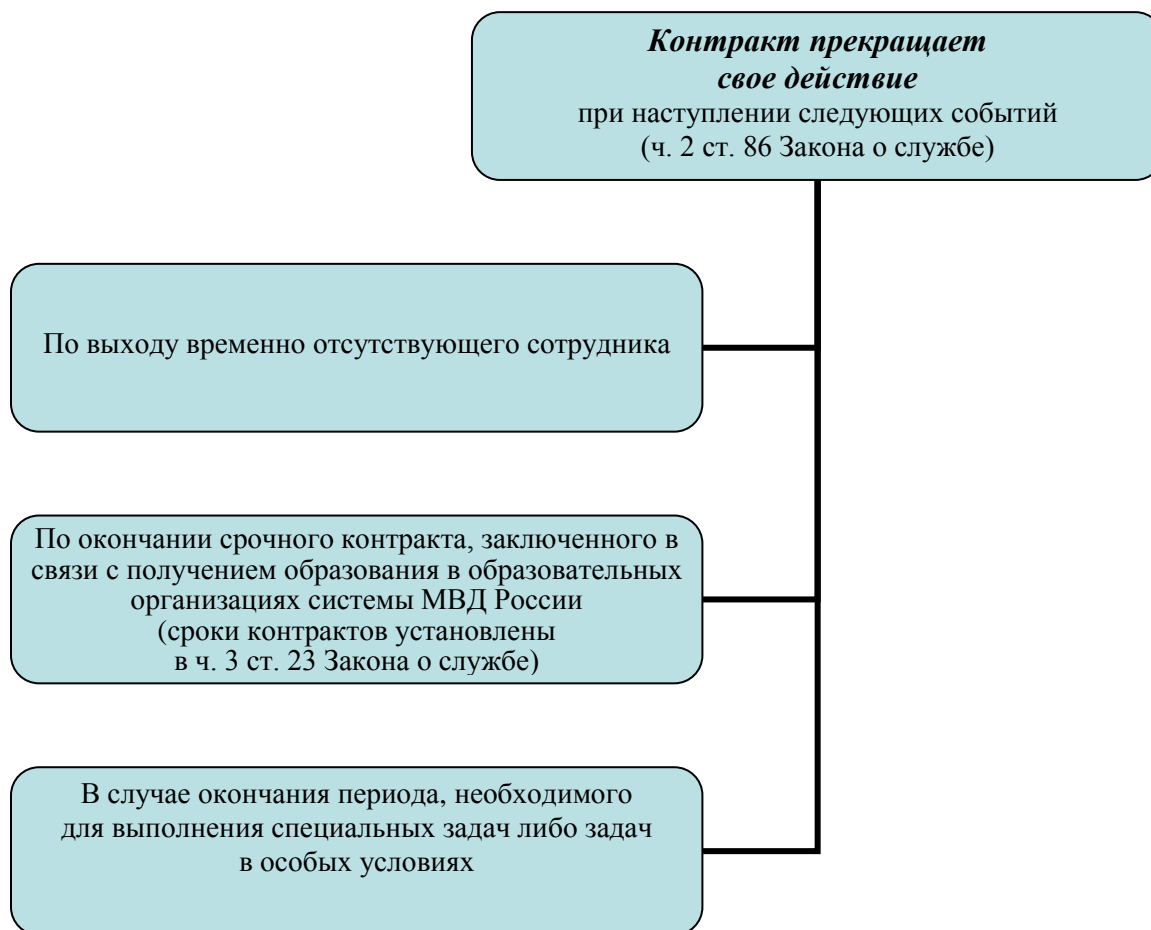 Контракт прекращает
свое действие
при наступлении следующих событий
(ч. 2 ст. 86 Закона о службе)
По выходу временно отсутствующего сотрудника
По окончании срочного контракта, заключенного в
связи с получением образования в образовательных
организациях системы МВД России
(сроки контрактов установлены
в ч. 3 ст. 23 Закона о службе)
В случае окончания периода, необходимого
для выполнения специальных задач либо задач
в особых условиях